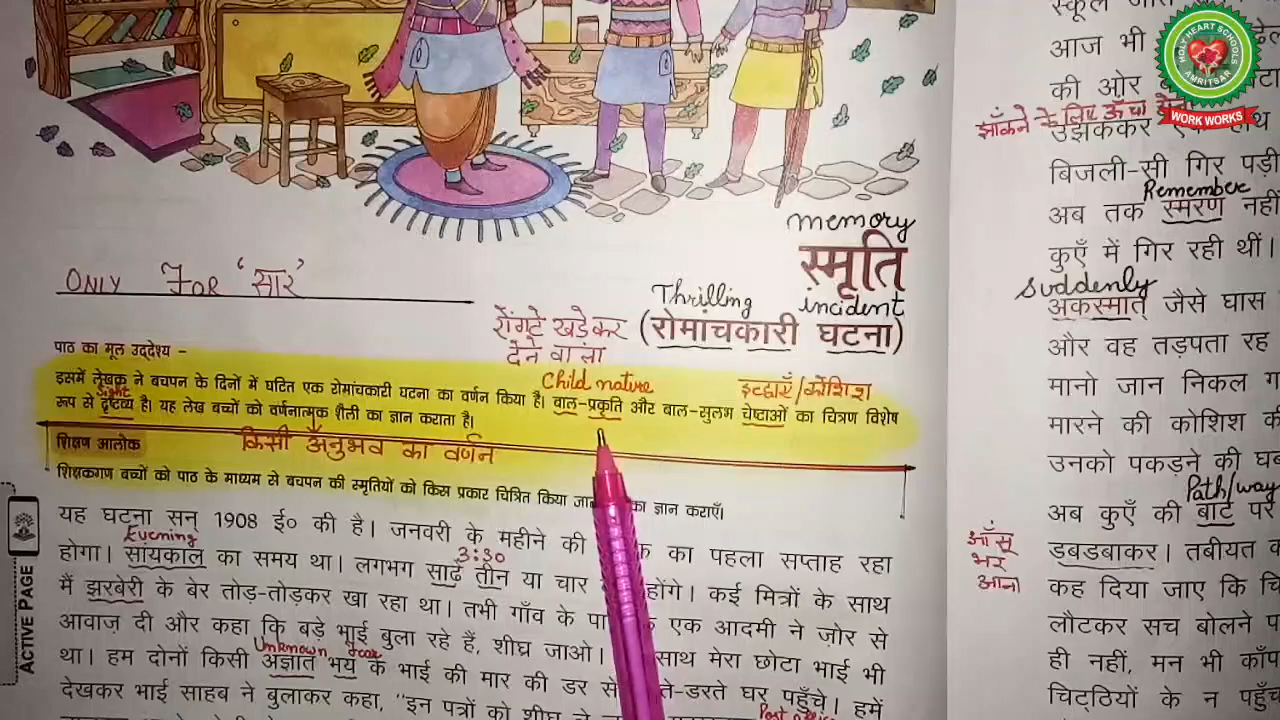 HOLY HEART SCHOOLS
AMRITSAR
WORK WORKS
memory
स्मृति
ONLY FOR 'सार'
Thrilling incident
(रोमांचकारी घटना)
रोंगटे खड़े कर
देने वाला
पाठ का मूल उद्देश्य –
Child nature
इच्छाएँ/कोशिश
इसमें लेखक ने बचपन के दिनों में घटित एक रोमांचकारी घटना का वर्णन किया है। बाल-प्रकृति और बाल-सुलभ चेष्टाओं का चित्रण विशेष
Sight
रूप से दृष्टव्य है। यह लेख बच्चों को वर्णनात्मक शैली का ज्ञान कराता है।
किसी अनुभव का वर्णन
शिक्षण आलोक
शिक्षकगण बच्चों को पाठ के माध्यम से बचपन की स्मृतियों को किस प्रकार चित्रित किया का ज्ञान कराएँ।
यह घटना सन् 1908 ई० की है। जनवरी के महीने की का पहला सप्ताह रहा
Evening
3:30
होगा। सांयकाल का समय था। लगभग साढ़े तीन या चार होंगे। कई मित्रों के साथ
मैं झरबेरी के बेर तोड़-तोड़कर खा रहा था। तभी गाँव के एक आदमी ने ज़ोर से
आवाज़ दी और कहा कि बड़े भाई बुला रहे हैं, शीघ्र जाओ। साथ मेरा छोटा भाई भी
Unknown fear
था। हम दोनों किसी अज्ञात भय के भाई की मार की डर से डरते घर पहुँचे। हमें
देखकर भाई साहब ने बुलाकर कहा, "इन पत्रों को शीघ्र
ACTIVE PAGE
आज भी
की ओर
झाँकने के लिए ऊँचा
उझककर
बिजली-सी गिर पड़ी
Remember
अब तक स्मरण नहीं
कुएँ में गिर रही थीं।
Suddenly
अकस्मात् जैसे घास
और वह तड़पता रह
मानो जान निकल
मारने की कोशिश
उनको पकड़ने की
Path/way
अब कुएँ की बाट पर
आँसू
भर
आना
डबडबाकर। तबीयत
कह दिया जाए कि
लौटकर सच बोलने
ही नहीं, मन भी काँप
चिट्ठियों के न पहुँच